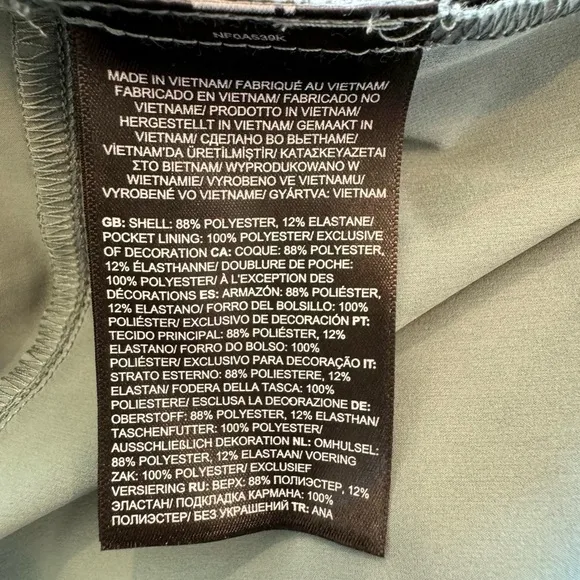 NF0A539K
MADE IN VIETNAM/ FABRIQUÉ AU VIETNAM/
FABRICADO EN VIETNAM/ FABRICADO NO
VIETNAME/ PRODOTTO IN VIETNAM/
HERGESTELLT IN VIETNAM/ GEMAAKT IN
VIETNAM/ СДЕЛАНО ВО ВЬЕТНАМЕ/
VİETNAM'DA ÜRETİLMİŞTİR/ ΚΑΤΑΣΚΕΥΑΖΕΤΑΙ
ΣΤΟ ΒΙΕΤΝΑΜ/ WYPRODUKOWANO W
WIETNAMIE/ VYROBENO VE VIETNAMU/
VYROBENÉ VO VIETNAME/ GYÁRTVA: VIETNAM
GB: SHELL: 88% POLYESTER, 12% ELASTANE/
POCKET LINING: 100% POLYESTER/ EXCLUSIVE
OF DECORATION CA: COQUE: 88% POLYESTER,
12% ÉLASTHANNE/ DOUBLURE DE POCHE:
100% POLYESTER/ À L'EXCEPTION DES
DÉCORATIONS ES: ARMAZÓN: 88% POLIÉSTER,
12% ELASTANO/ FORRO DEL BOLSILLO: 100%
POLIÉSTER/ EXCLUSIVO DE DECORACIÓN PT:
TECIDO PRINCIPAL: 88% POLIÉSTER, 12%
ELASTANO/ FORRO DO BOLSO: 100%
POLIÉSTER/ EXCLUSIVO PARA DECORAÇÃO IT:
STRATO ESTERNO: 88% POLIESTERE, 12%
ELASTAN/ FODERA DELLA TASCA: 100%
POLIESTERE/ ESCLUSA LA DECORAZIONE DE:
OBERSTOFF: 88% POLYESTER, 12% ELASTHAN/
TASCHENFUTTER: 100% POLYESTER/
AUSSCHLIEßLICH DEKORATION NL: OMHULSEL:
88% POLYESTER, 12% ELASTAAN/ VOERING
ZAK: 100% POLYESTER/ EXCLUSIEF
VERSIERING RU: ВЕРХ: 88% ПОЛИЭСТЕР, 12%
ЭЛАСТАН/ ПОДКЛАДКА КАРМАНА: 100%
ПОЛИЭСТЕР/ БЕЗ УКРАШЕНИЙ TR: ANA